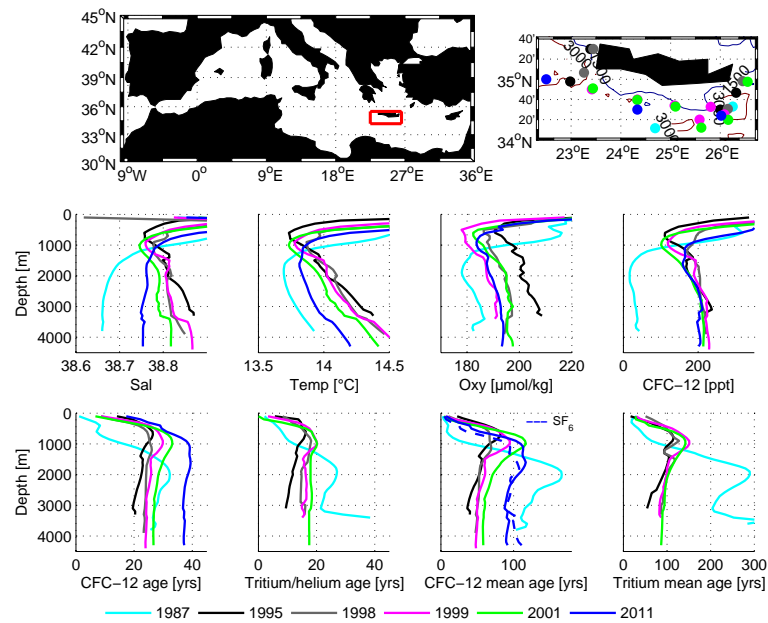 45°N
42°N
39°N
36°N
33°N
30°N
9°W 0° 9°E 18°E 27°E 36°E
40'
20'
35°N
40'
20'
34°N
23°E 24°E 25°E 26°E
3000
3000
1500
3000
0
1000
2000
3000
4000
Depth [m]
38.6 38.7 38.8
Sal
13.5 14 14.5
Temp [°C]
180 200 220
Oxy [µmol/kg]
200
CFC−12 [ppt]
0
1000
2000
3000
4000
Depth [m]
0 20 40
CFC−12 age [yrs]
0 20 40
Tritium/helium age [yrs]
SF6
0 100
CFC−12 mean age [yrs]
0 100 200 300
Tritium mean age [yrs]
1987 1995 1998 1999 2001 2011